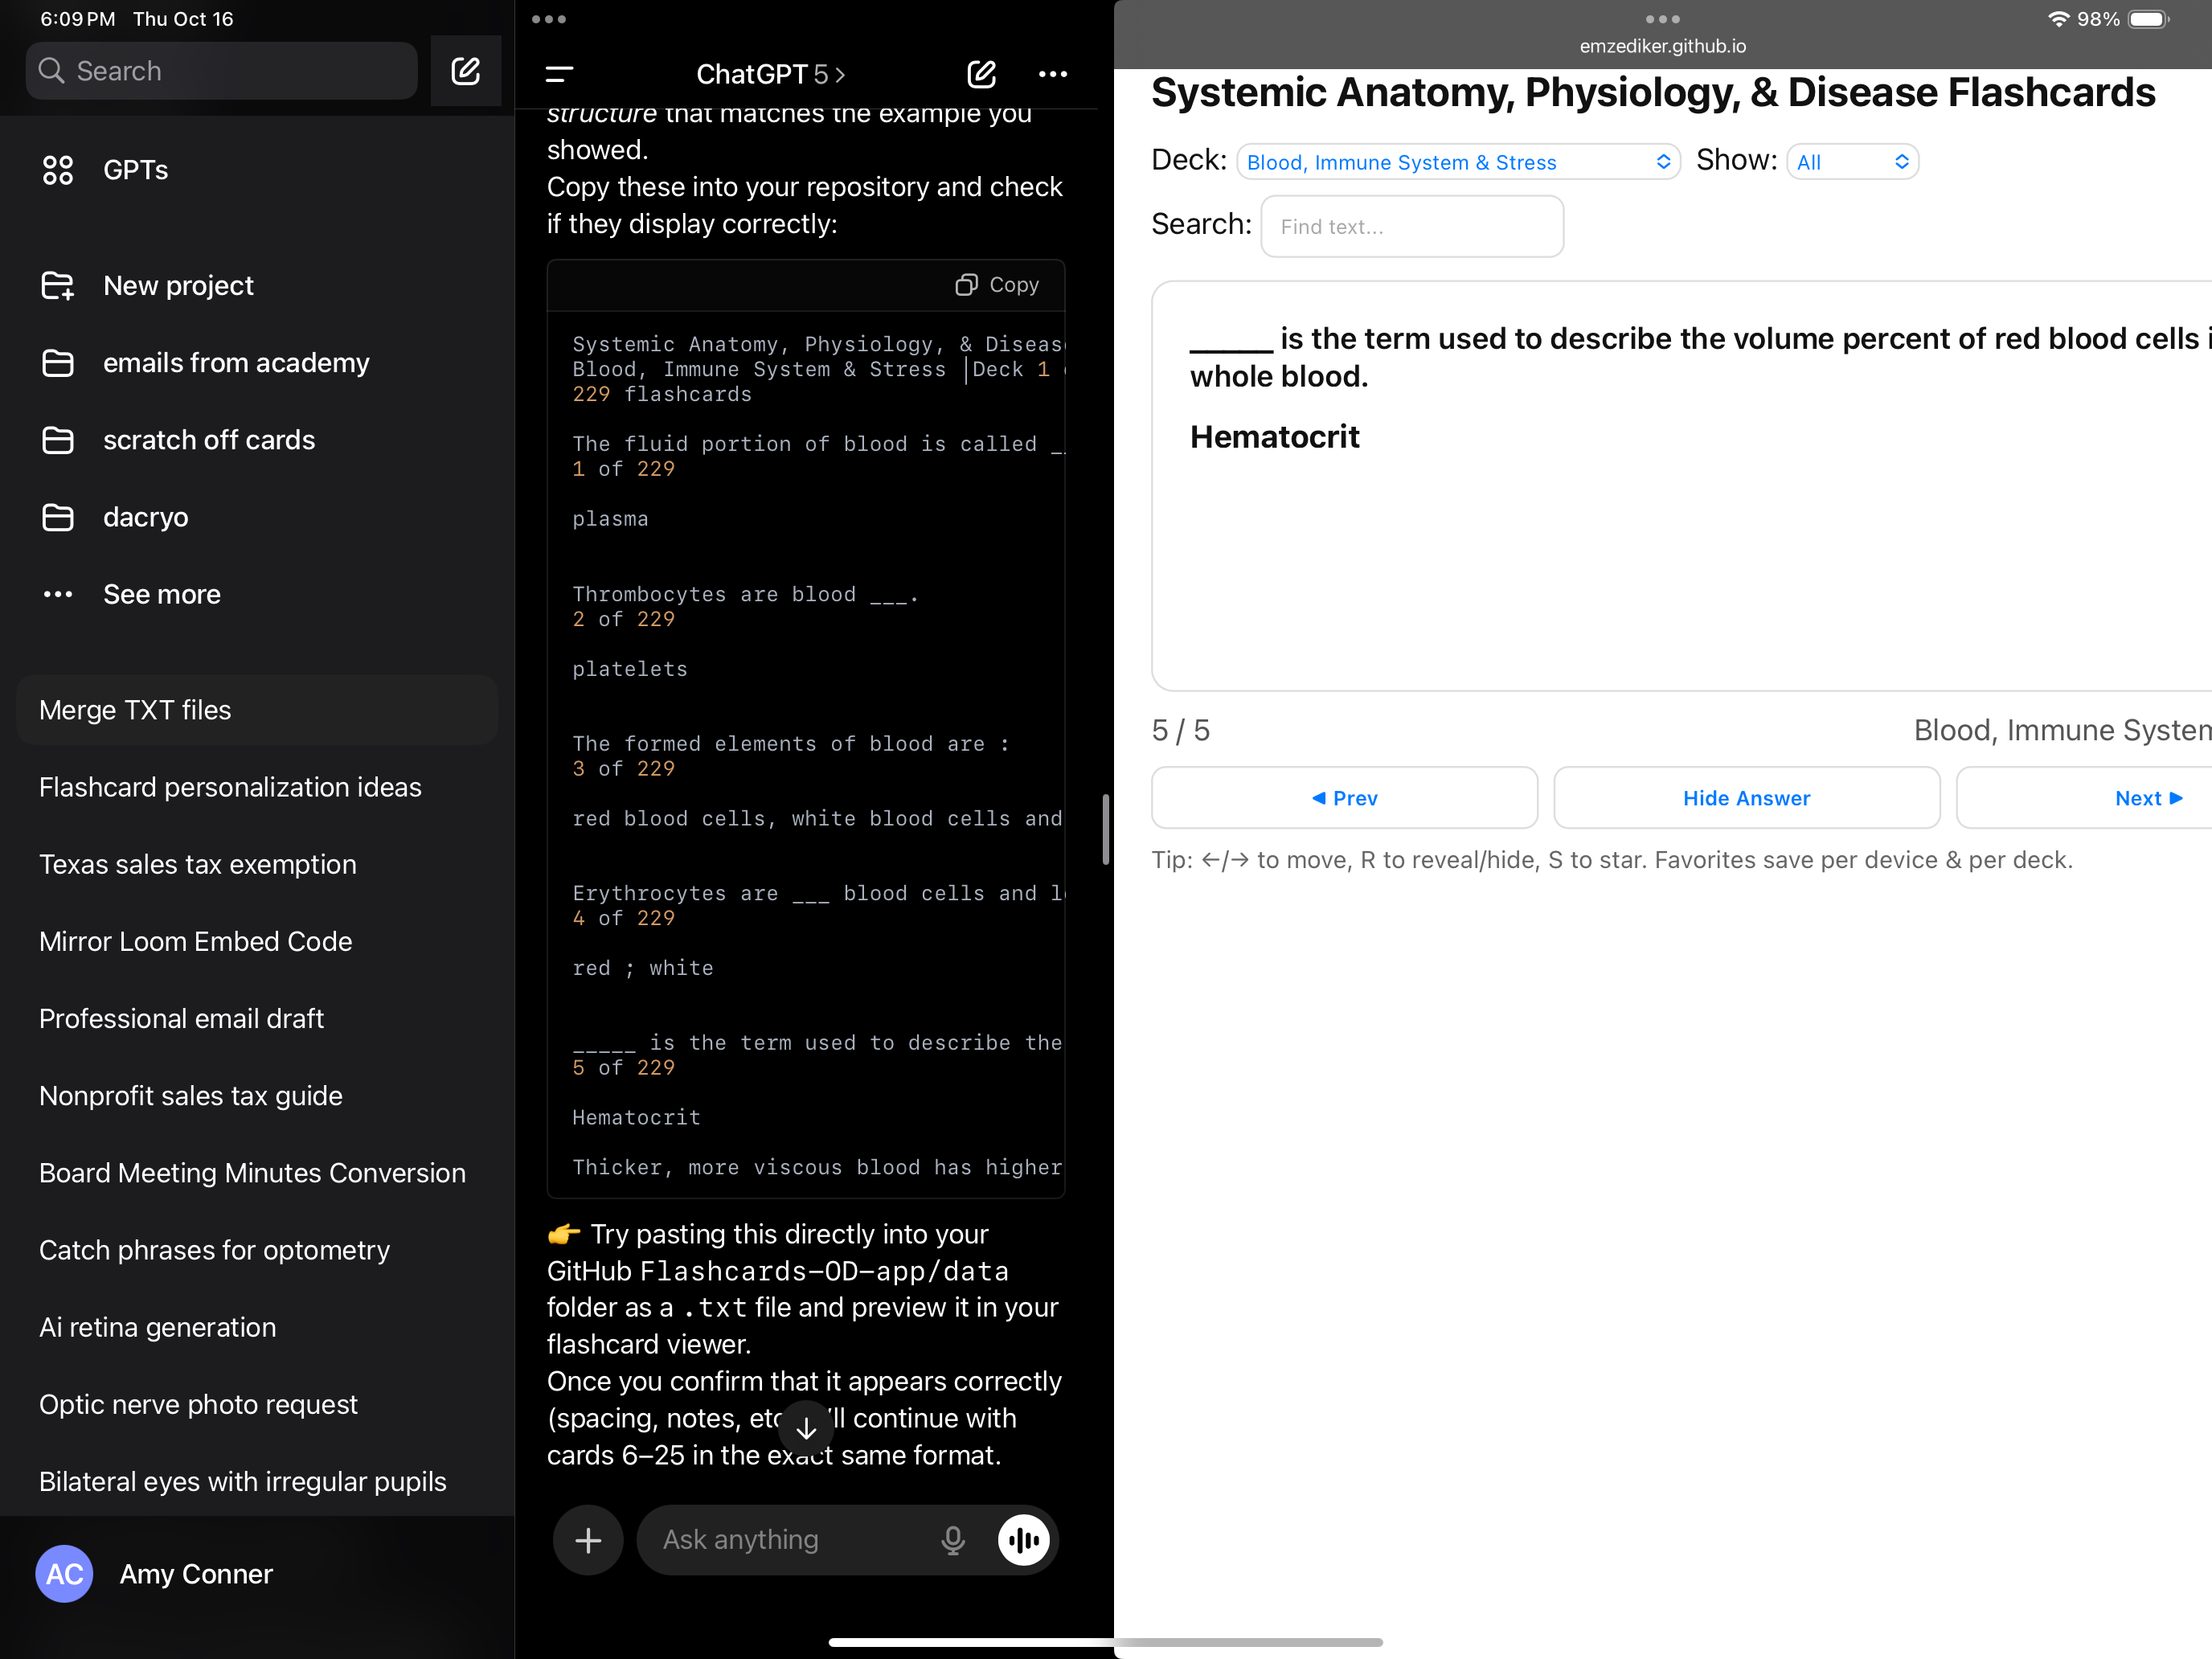 6:09 PM Thu Oct 16
Search
GPTs
New project
emails from academy
scratch off cards
dacryo
See more
Merge TXT files
Flashcard personalization ideas
Texas sales tax exemption
Mirror Loom Embed Code
Professional email draft
Nonprofit sales tax guide
Board Meeting Minutes Conversion
Catch phrases for optometry
Ai retina generation
Optic nerve photo request
Bilateral eyes with irregular pupils
AC Amy Conner
ChatGPT 5 >
structure that matches the example you
showed.
Copy these into your repository and check
if they display correctly:
Copy
Systemic Anatomy, Physiology, & Diseas
Blood, Immune System & Stress |Deck 1
229 flashcards
The fluid portion of blood is called __
1 of 229
plasma
Thrombocytes are blood ___.
2 of 229
platelets
The formed elements of blood are :
3 of 229
red blood cells, white blood cells and
Erythrocytes are ___ blood cells and l
4 of 229
red ; white
_____ is the term used to describe the
5 of 229
Hematocrit
Thicker, more viscous blood has higher
👉 Try pasting this directly into your
GitHub Flashcards-OD-app/data
folder as a .txt file and preview it in your
flashcard viewer.
Once you confirm that it appears correctly
(spacing, notes, etc 'll continue with
cards 6–25 in the exact same format.
Ask anything
98%
emzediker.github.io
Systemic Anatomy, Physiology, & Disease Flashcards
Deck: Blood, Immune System & Stress Show: All
Search: Find text...
_____ is the term used to describe the volume percent of red blood cells i
whole blood.
Hematocrit
5 / 5 Blood, Immune System
◀ Prev Hide Answer Next ▶
Tip: ←/→ to move, R to reveal/hide, S to star. Favorites save per device & per deck.